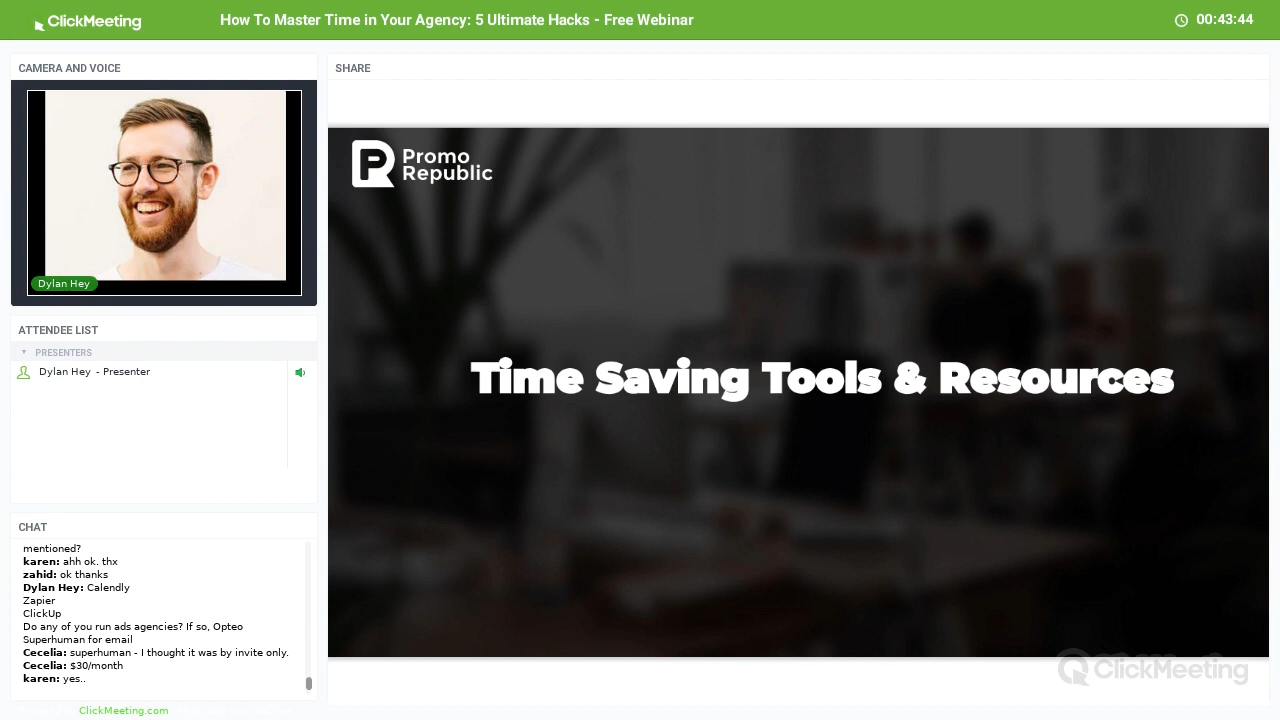 ClickMeeting
How To Master Time in Your Agency: 5 Ultimate Hacks - Free Webinar
00:43:44
CAMERA AND VOICE
Dylan Hey
ATTENDEE LIST
PRESENTERS
Dylan Hey - Presenter
CHAT
mentioned?
karen: ahh ok. thx
zahid: ok thanks
Dylan Hey: Calendly
Zapier
ClickUp
Do any of you run ads agencies? If so, Opteo
Superhuman for email
Cecelia: superhuman - I thought it was by invite only.
Cecelia: $30/month
karen: yes..
ClickMeeting.com
SHARE
Promo
Republic
Time Saving Tools & Resources
ClickMeeting